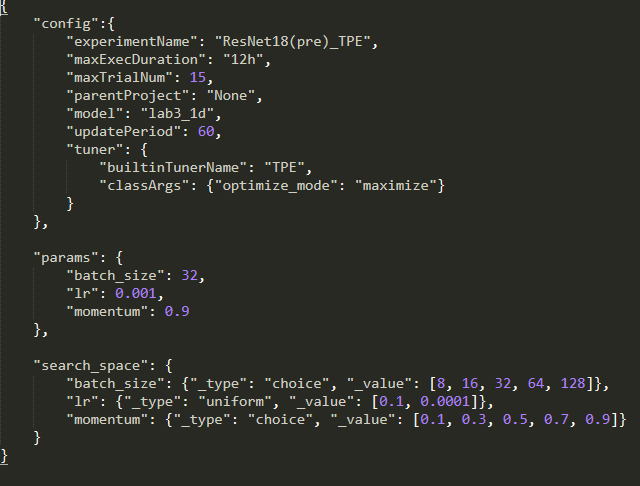 {
    "config":{
        "experimentName": "ResNet18(pre)_TPE",
        "maxExecDuration": "12h",
        "maxTrialNum": 15,
        "parentProject": "None",
        "model": "lab3_1d",
        "updatePeriod": 60,
        "tuner": {
            "builtinTunerName": "TPE",
            "classArgs": {"optimize_mode": "maximize"}
        }
    },

    "params": {
        "batch_size": 32,
        "lr": 0.001,
        "momentum": 0.9
    },

    "search_space": {
        "batch_size": {"_type": "choice", "_value": [8, 16, 32, 64, 128]},
        "lr": {"_type": "uniform", "_value": [0.1, 0.0001]},
        "momentum": {"_type": "choice", "_value": [0.1, 0.3, 0.5, 0.7, 0.9]}
    }
}